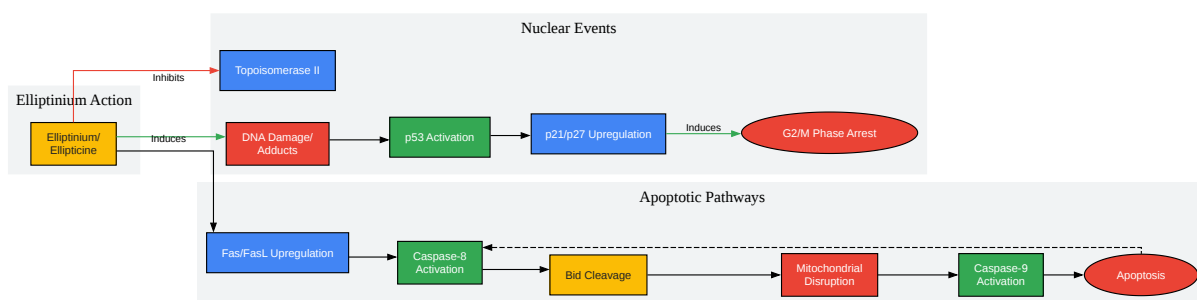 Nuclear Events
Topoisomerase II
Inhibits
Elliptinium Action
Elliptinium/
Ellipticine
Induces
DNA Damage/
Adducts
p53 Activation
p21/p27 Upregulation
Induces
G2/M Phase Arrest
Apoptotic Pathways
Fas/FasL Upregulation
Caspase-8
Activation
Bid Cleavage
Mitochondrial
Disruption
Caspase-9
Activation
Apoptosis